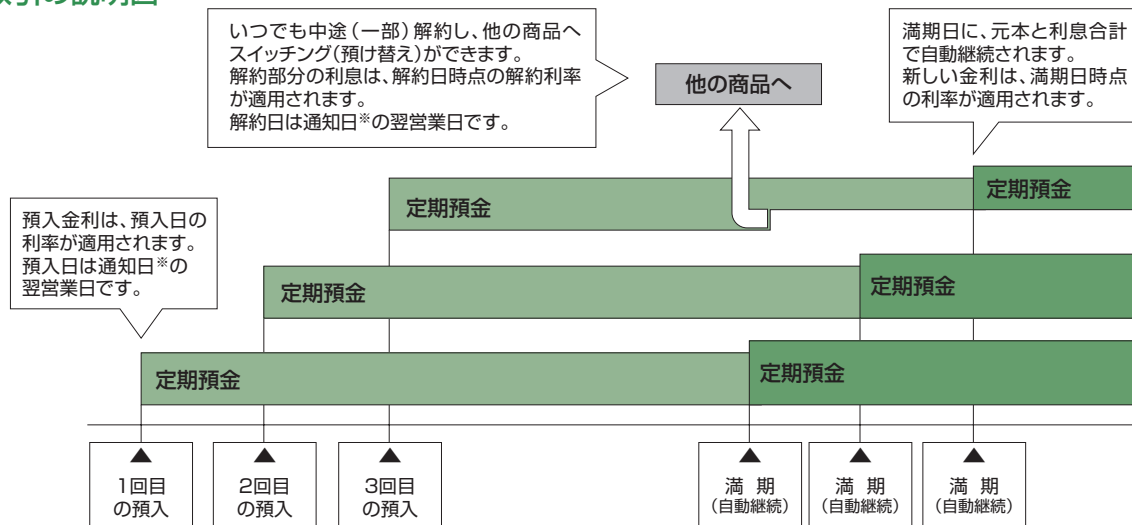 の説明図
いつでも中途（一部）解約し、他の商品へ
スイッチング（預け替え）ができます。
解約部分の利息は、解約日時点の解約利率
が適用されます。
解約日は通知日※の翌営業日です。
他の商品へ
満期日に、元本と利息合計
で自動継続されます。
新しい金利は、満期日時点
の利率が適用されます。
預入金利は、預入日の
利率が適用されます。
預入日は通知日※の
翌営業日です。
定期預金
定期預金
定期預金
定期預金
定期預金
定期預金
1回目
の預入
2回目
の預入
3回目
の預入
満 期
（自動継続）
満 期
（自動継続）
満 期
（自動継続）